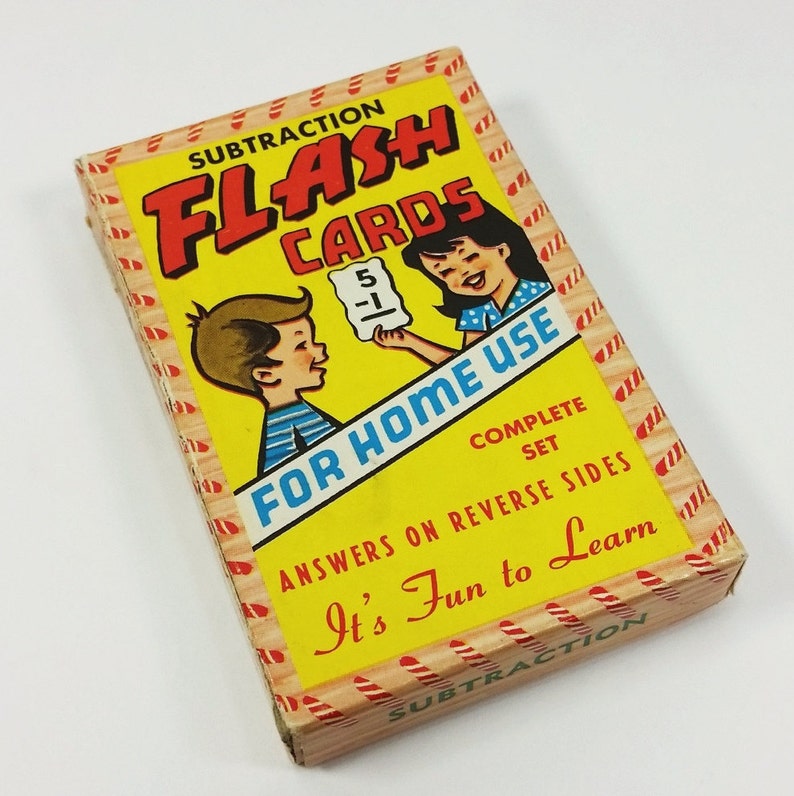 SUBTRACTION
FLASH
CARDS
5
-1
FOR HOME USE
COMPLETE
SET
ANSWERS ON REVERSE SIDES
It's Fun to Learn
SUBTRACTION